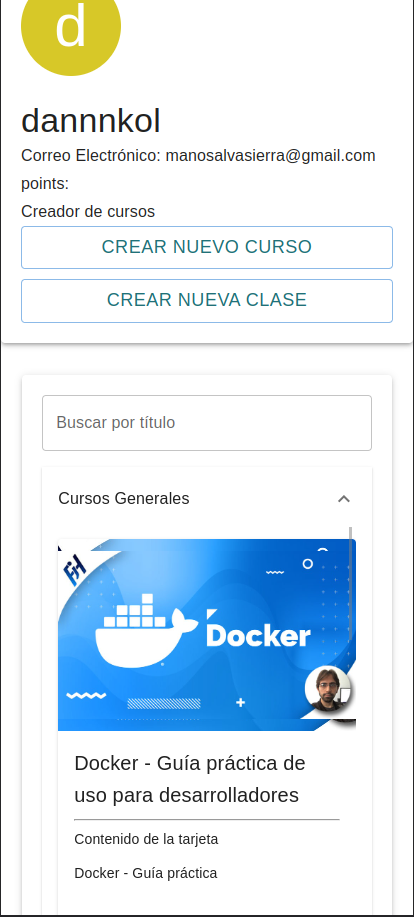 d
dannnkol
Correo Electrónico: manosalvasierra@gmail.com
points:
Creador de cursos
CREAR NUEVO CURSO
CREAR NUEVA CLASE
Buscar por título
Cursos Generales
FH
Docker
Docker - Guía práctica de
uso para desarrolladores
Contenido de la tarjeta
Docker - Guía práctica